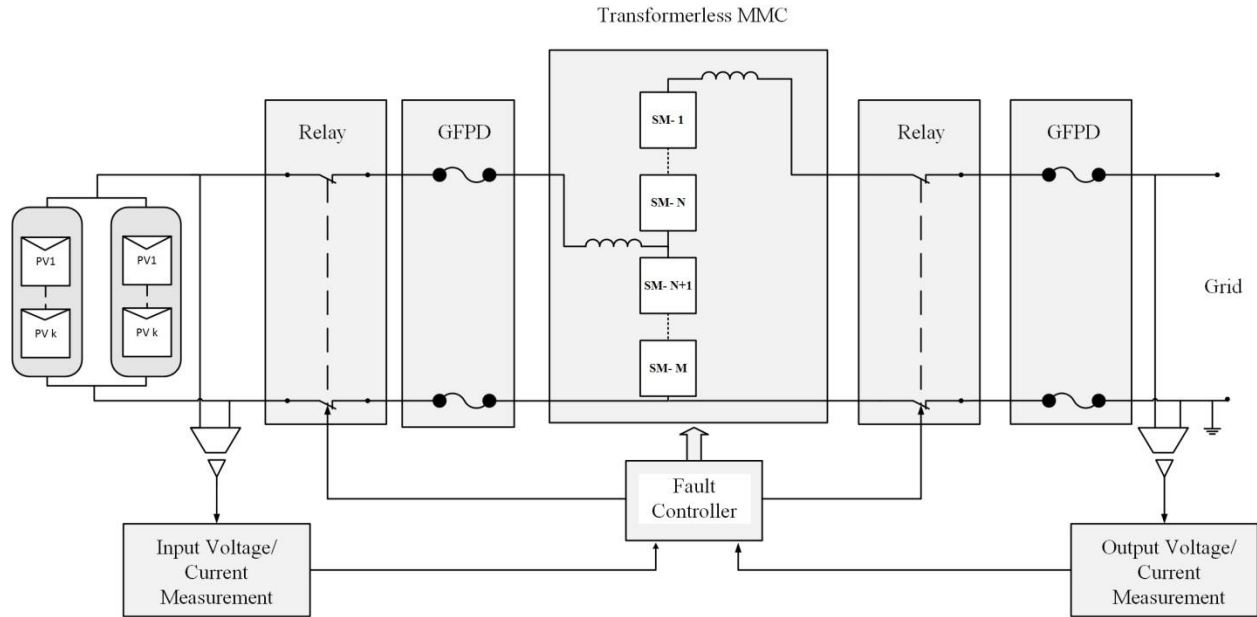 Transformerless MMC
Relay
GFPD
SM- 1
SM- N
SM- N+1
SM- M
Relay
GFPD
PV1
PV k
PV1
PV k
Grid
Fault
Controller
Input Voltage/
Current
Measurement
Output Voltage/
Current
Measurement